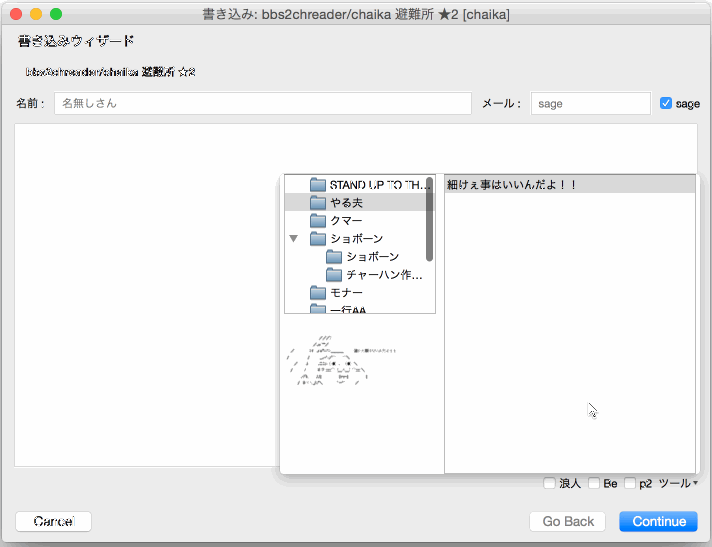 書き込み: bbs2chreader/chaika 避難所 ★2 [chaika]
書き込みウィザード
bbs2chreader/chaika 避難所 ★2
名前： 名無しさん メール： sage sage
STAND UP TO TH...
細けぇ事はいいんだよ！！
やる夫
クマー
ショボーン
ショボーン
チャーハン作...
モナー
一行AA
浪人 Be p2 ツール
Cancel Go Back Continue